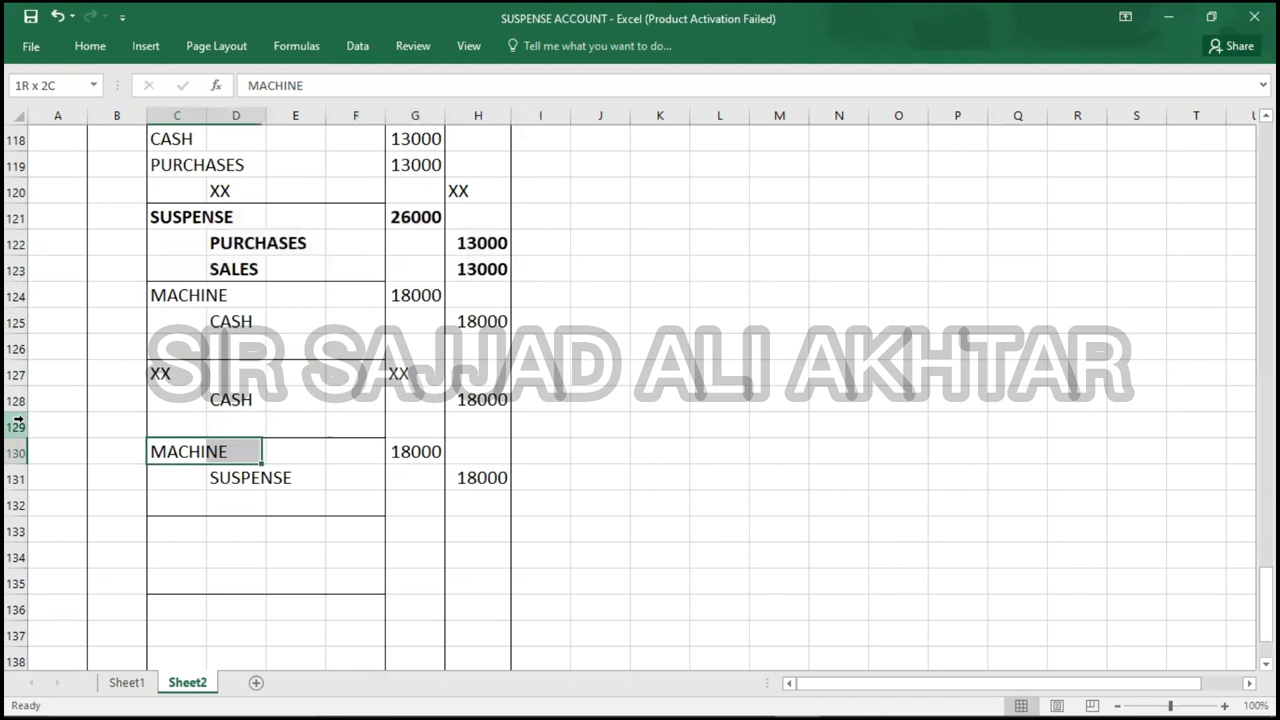 SUSPENSE ACCOUNT - Excel (Product Activation Failed)
File Home Insert Page Layout Formulas Data Review View Tell me what you want to do... Share
1R x 2C fx MACHINE
A B C D E F G H I J K L M N O P Q R S T U
118 CASH 13000
119 PURCHASES 13000
120 XX XX
121 SUSPENSE 26000
122 PURCHASES 13000
123 SALES 13000
124 MACHINE 18000
125 CASH 18000
126
SIR SAJJAD ALI AKHTAR
127 XX XX
128 CASH 18000
129
130 MACHINE 18000
131 SUSPENSE 18000
132
133
134
135
136
137
138
Sheet1 Sheet2
Ready 100%